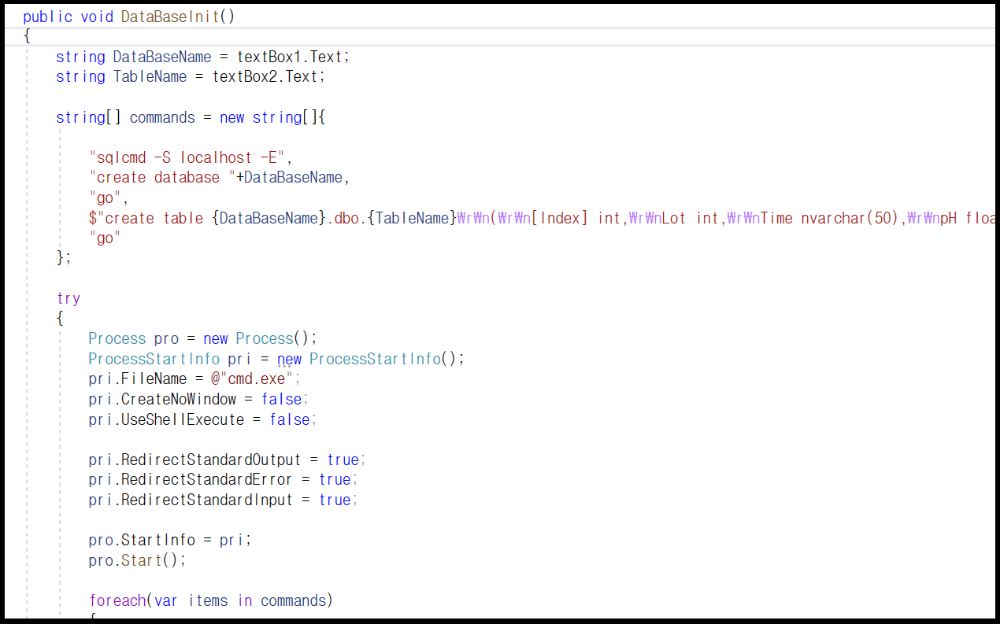 public void DataBaseInit()
{
string DataBaseName = textBox1.Text;
string TableName = textBox2.Text;
string[] commands = new string[]{
"sqlcmd -S localhost -E",
"create database "+DataBaseName,
"go",
$"create table {DataBaseName}.dbo.{TableName}₩r₩n(₩r₩n[Index] int,₩r₩nLot int,₩r₩nTime nvarchar(50),₩r₩npH floa
"go"
};
try
{
Process pro = new Process();
ProcessStartInfo pri = new ProcessStartInfo();
pri.FileName = @"cmd.exe";
pri.CreateNoWindow = false;
pri.UseShellExecute = false;
pri.RedirectStandardOutput = true;
pri.RedirectStandardError = true;
pri.RedirectStandardInput = true;
pro.StartInfo = pri;
pro.Start();
foreach(var items in commands)